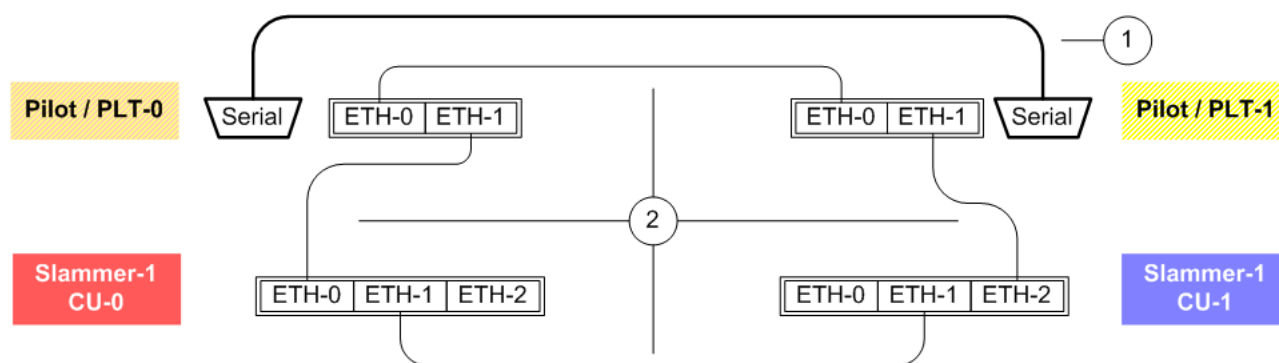 1
Pilot / PLT-0
Serial
ETH-0
ETH-1
ETH-0
ETH-1
Serial
Pilot / PLT-1
2
Slammer-1
CU-0
ETH-0
ETH-1
ETH-2
ETH-0
ETH-1
ETH-2
Slammer-1
CU-1